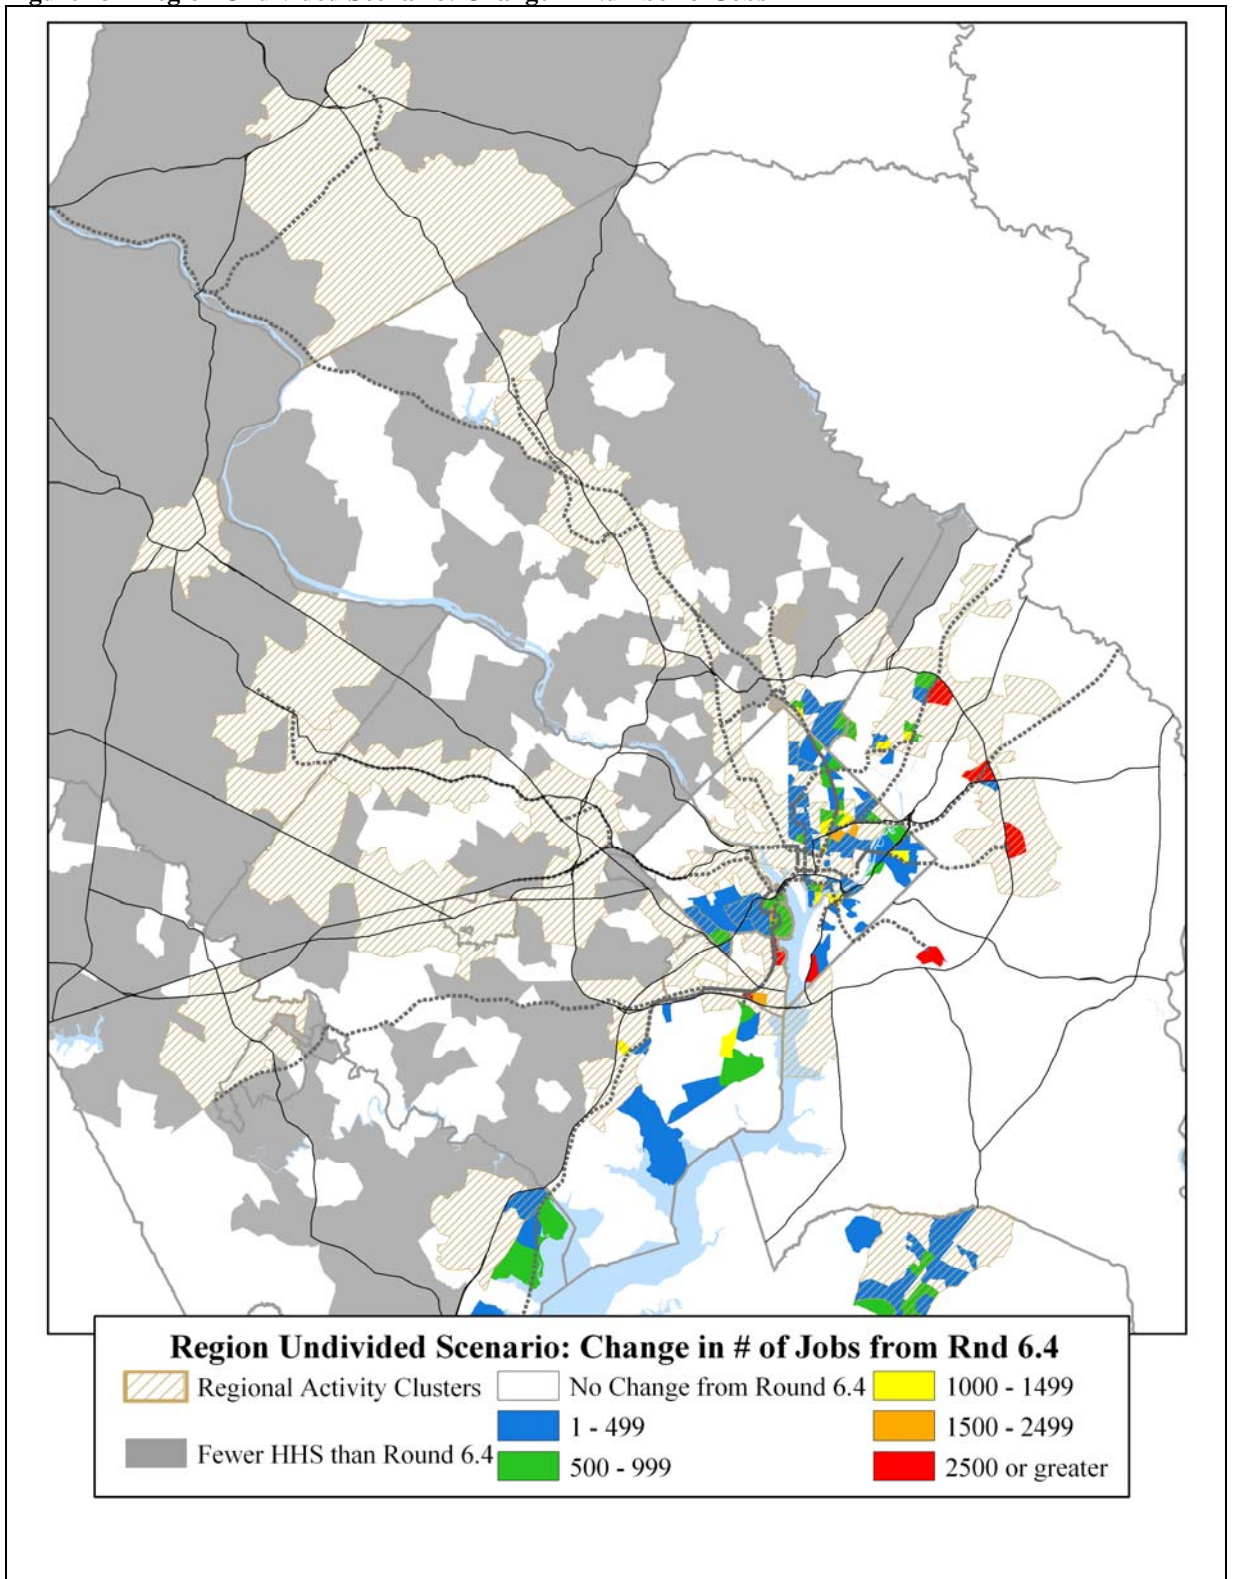 Region Undivided Scenario: Change in # of Jobs from Rnd 6.4
Regional Activity Clusters
Fewer HHS than Round 6.4
No Change from Round 6.4
1 - 499
500 - 999
1000 - 1499
1500 - 2499
2500 or greater